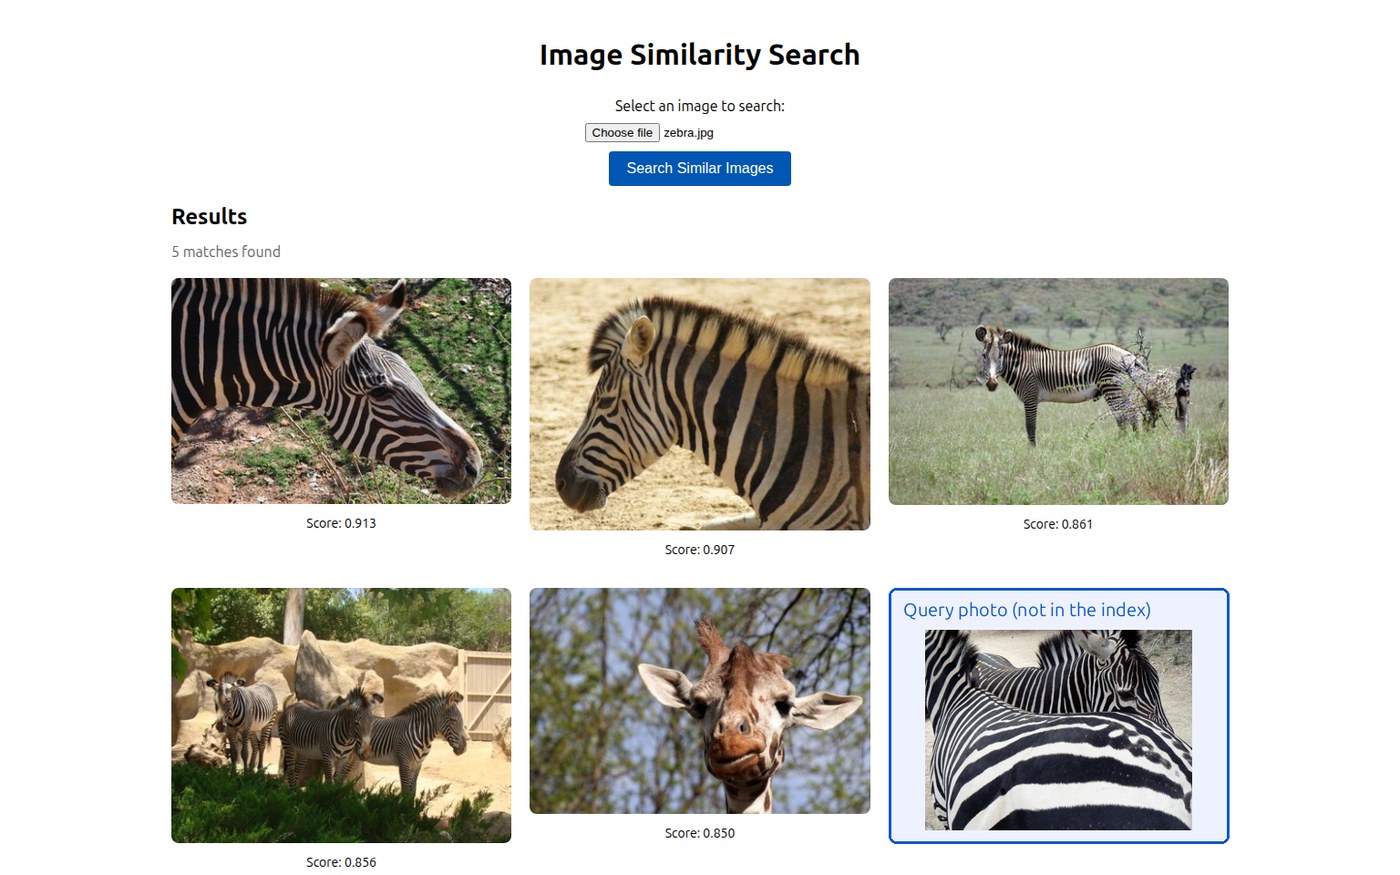 Image Similarity Search
Select an image to search:
Choose file zebra.jpg
Search Similar Images
Results
5 matches found
Score: 0.913
Score: 0.907
Score: 0.861
Query photo (not in the index)
Score: 0.856
Score: 0.850